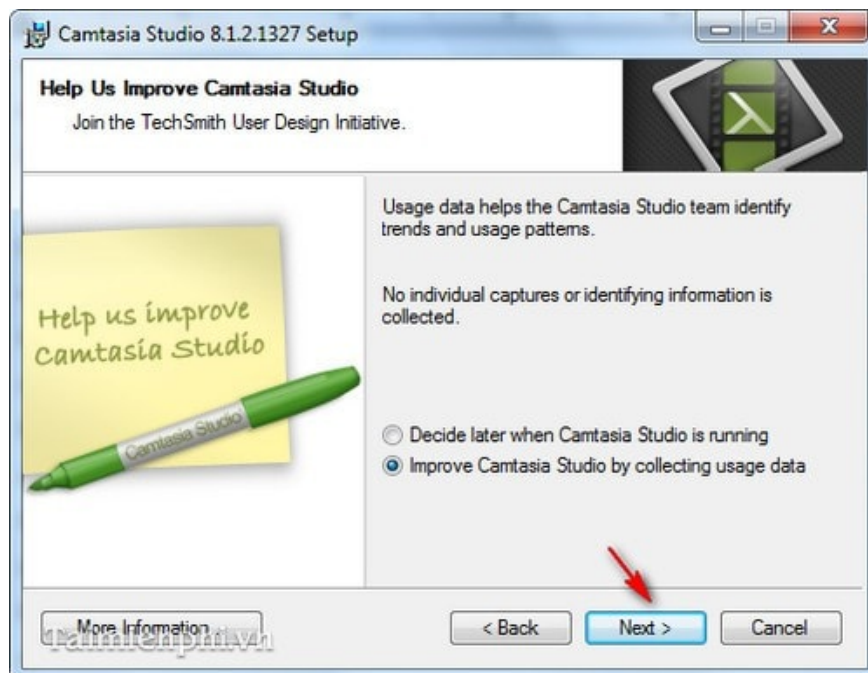 Camtasia Studio 8.1.2.1327 Setup
Help Us Improve Camtasia Studio
Join the TechSmith User Design Initiative.
Help us improve
Camtasia Studio
Camtasia Studio
Usage data helps the Camtasia Studio team identify
trends and usage patterns.
No individual captures or identifying information is
collected.
Decide later when Camtasia Studio is running
Improve Camtasia Studio by collecting usage data
More Information...
Taimienphi.vn
< Back
Next >
Cancel